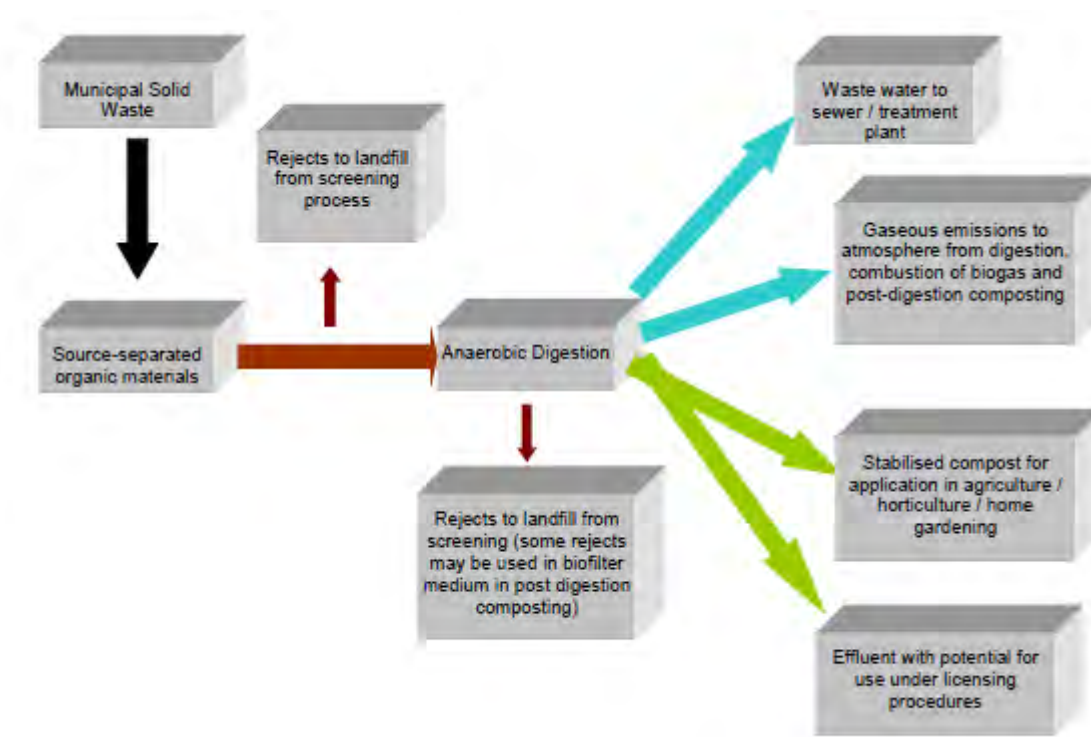 Municipal Solid
Waste
Rejects to landfill
from screening
process
Waste water to
sewer / treatment
plant
Gaseous emissions to
atmosphere from digestion,
combustion of biogas and
post-digestion composting
Source-separated
organic materials
Anaerobic Digestion
Rejects to landfill from
screening (some rejects
may be used in biofilter
medium in post digestion
composting)
Stabilised compost for
application in agriculture /
horticulture / home
gardening
Effluent with potential for
use under licensing
procedures